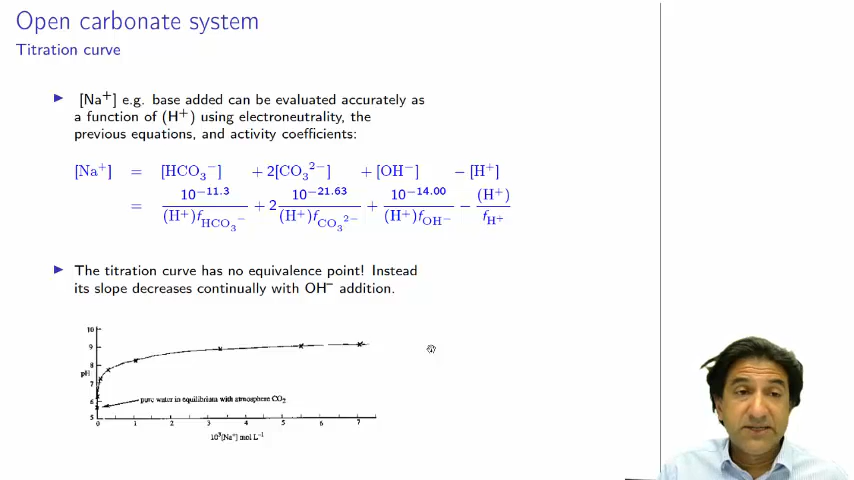 Open carbonate system
Titration curve
▶ [Na⁺] e.g. base added can be evaluated accurately as
a function of (H⁺) using electroneutrality, the
previous equations, and activity coefficients:
[Na⁺] = [HCO₃⁻] + 2[CO₃²⁻] + [OH⁻] − [H⁺]
= 10^−11.3 / (H⁺)f_HCO₃⁻ + 2 10^−21.63 / (H⁺)f_CO₃²⁻ + 10^−14.00 / (H⁺)f_OH⁻ − (H⁺) / f_H⁺
▶ The titration curve has no equivalence point! Instead
its slope decreases continually with OH⁻ addition.
10
9
8
pH
7
6
pure water in equilibrium with atmosphere CO₂
5
0 1 2 3 4 5 6 7
10³[Na⁺] mol L⁻¹